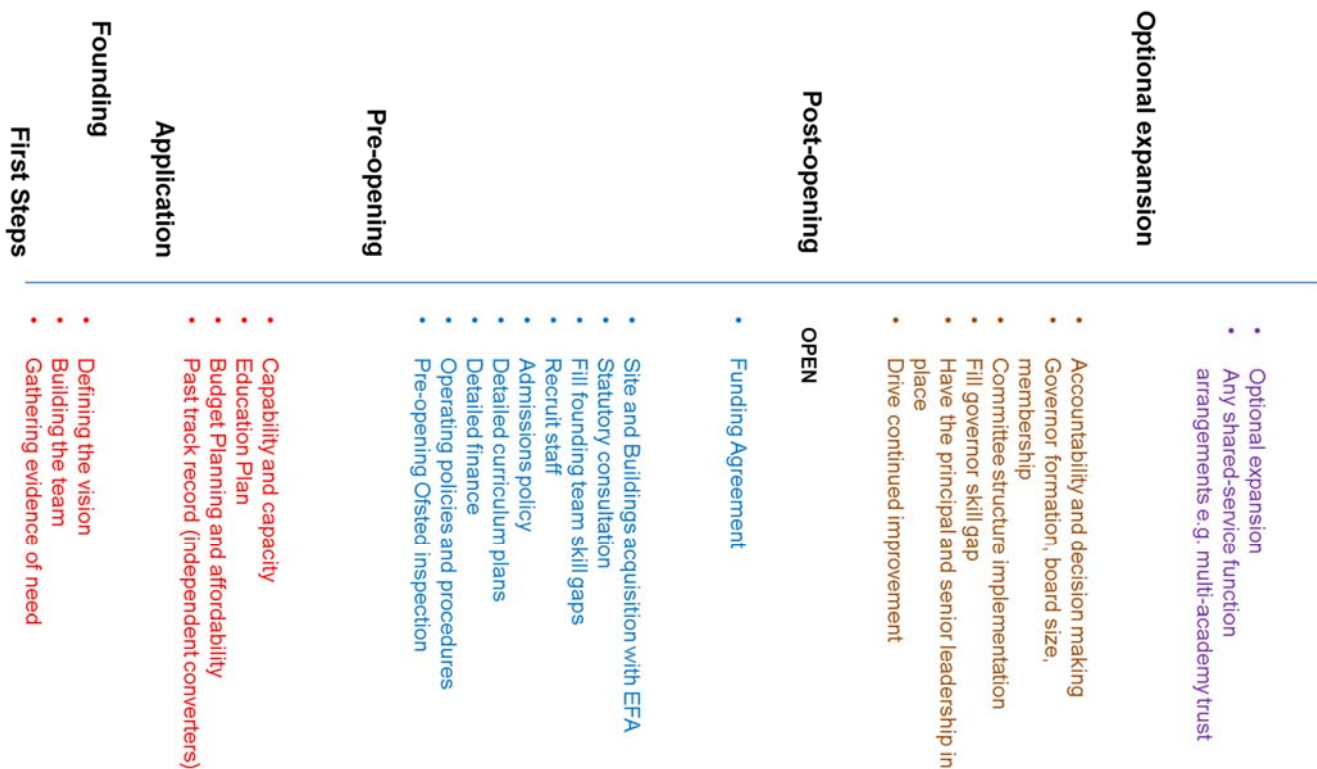 Optional expansion
• Optional expansion
• Any shared-service function
arrangements e.g. multi-academy trust
Post-opening
• Accountability and decision making
• Governor formation, board size,
membership
• Committee structure implementation
• Fill governor skill gap
• Have the principal and senior leadership in
place
• Drive continued improvement
OPEN
• Funding Agreement
Pre-opening
• Site and Buildings acquisition with EFA
• Statutory consultation
• Fill founding team skill gaps
• Recruit staff
• Admissions policy
• Detailed curriculum plans
• Detailed finance
• Operating policies and procedures
• Pre-opening Ofsted inspection
Application
• Capability and capacity
• Education Plan
• Budget Planning and affordability
• Past track record (independent converters)
Founding
• Defining the vision
• Building the team
• Gathering evidence of need
First Steps